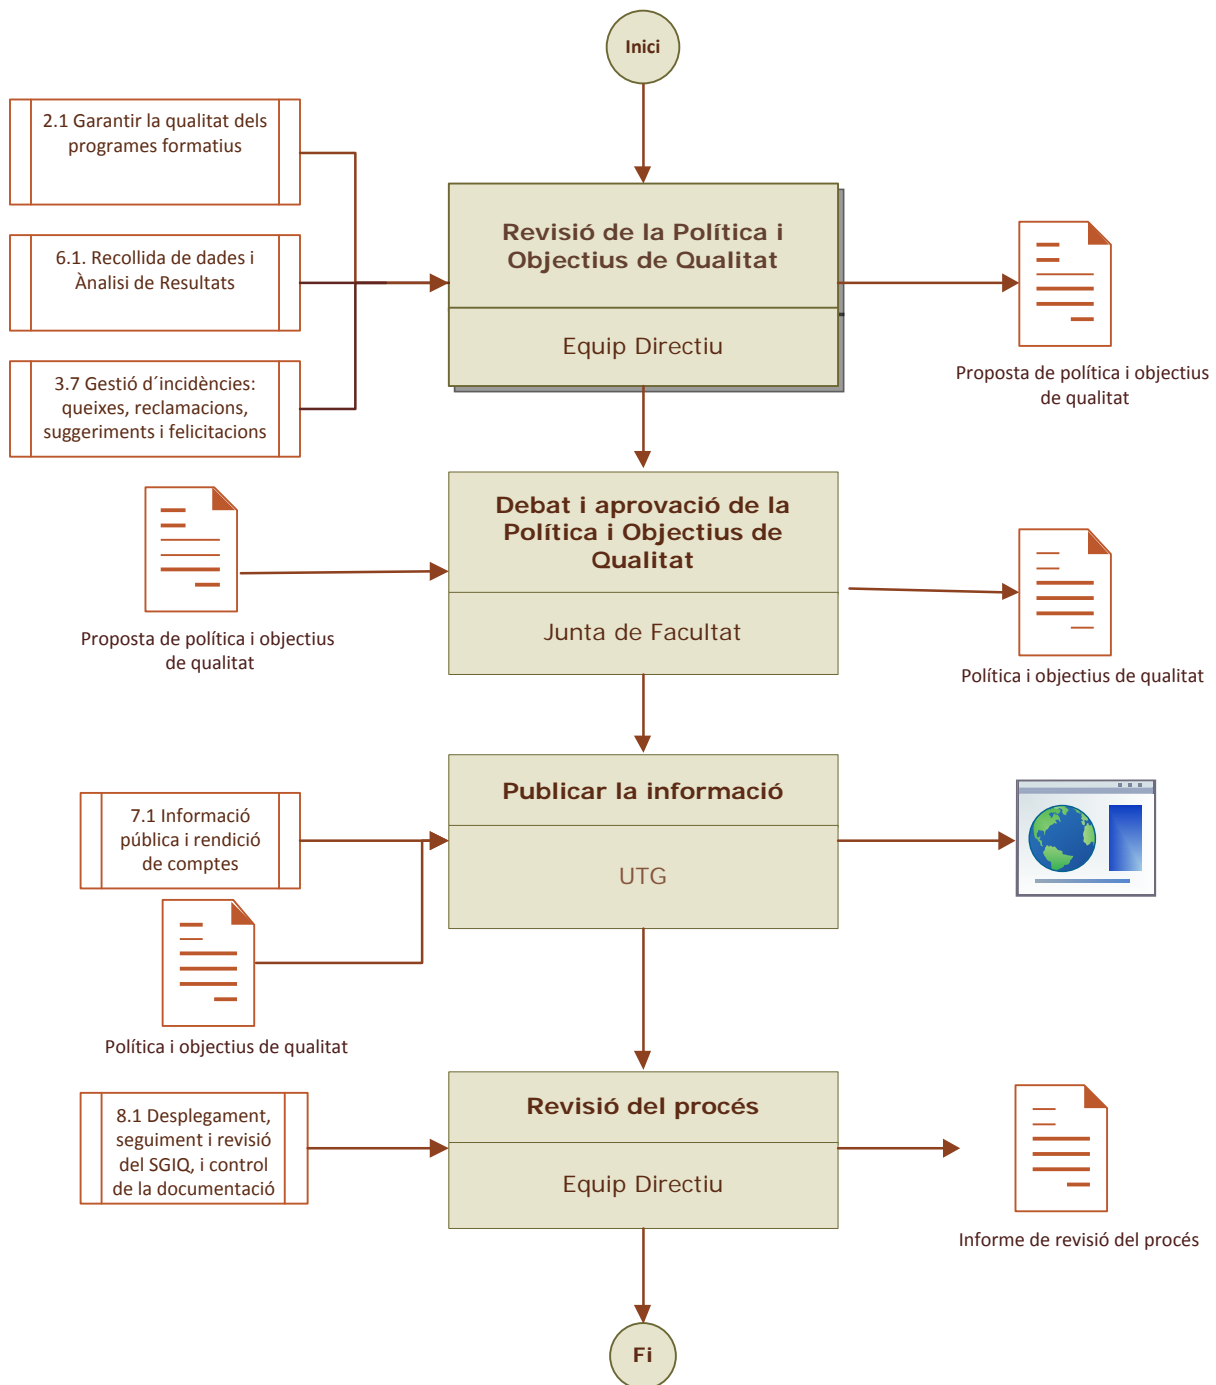 Inici
2.1 Garantir la qualitat dels
programes formatius
6.1. Recollida de dades i
Ànalisi de Resultats
3.7 Gestió d´incidències:
queixes, reclamacions,
suggeriments i felicitacions
Revisió de la Política i
Objectius de Qualitat
Equip Directiu
Proposta de política i objectius
de qualitat
Proposta de política i objectius
de qualitat
Debat i aprovació de la
Política i Objectius de
Qualitat
Junta de Facultat
Política i objectius de qualitat
7.1 Informació
pública i rendició
de comptes
Política i objectius de qualitat
Publicar la informació
UTG
8.1 Desplegament,
seguiment i revisió
del SGIQ, i control
de la documentació
Revisió del procés
Equip Directiu
Informe de revisió del procés
Fi